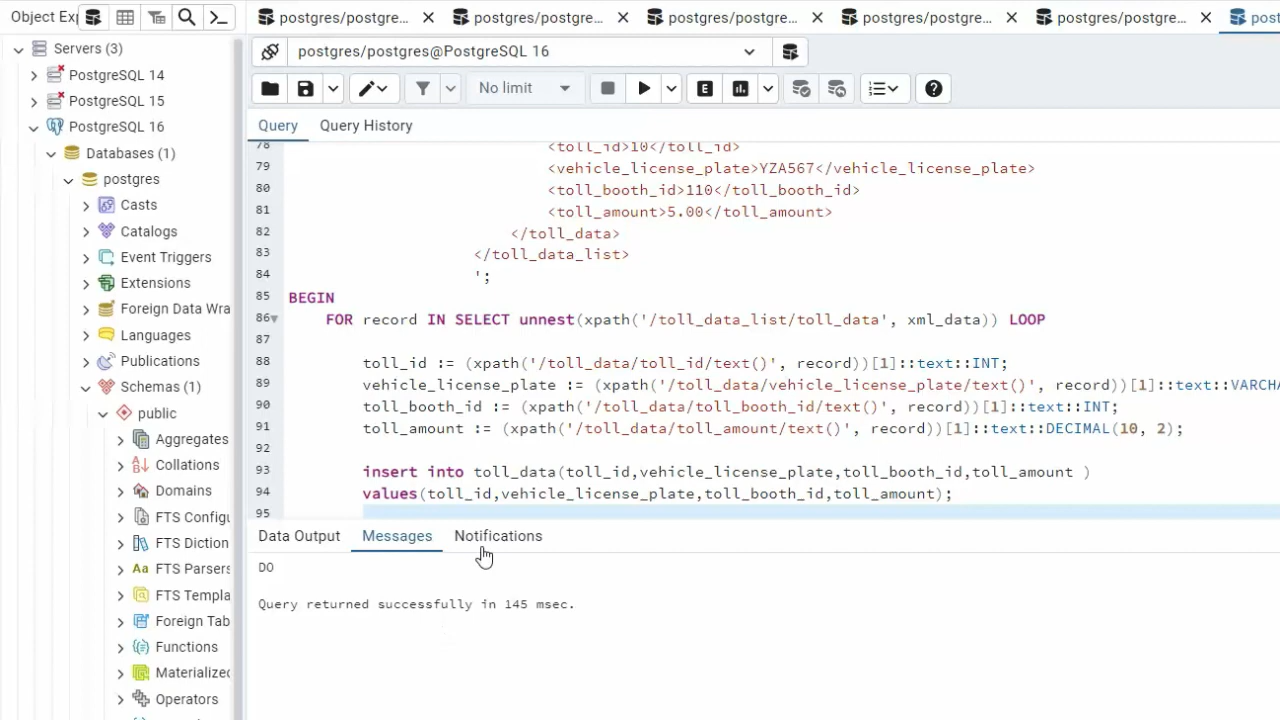 Object Exp
postgres/postgre...
postgres/postgre...
postgres/postgre...
postgres/postgre...
postgres/postgre...
post
Servers (3)
PostgreSQL 14
PostgreSQL 15
PostgreSQL 16
Databases (1)
postgres
Casts
Catalogs
Event Triggers
Extensions
Foreign Data Wra
Languages
Publications
Schemas (1)
public
Aggregates
Collations
Domains
FTS Configu
FTS Diction
Aa FTS Parsers
FTS Templa
Foreign Tab
Functions
Materialized
Operators
postgres/postgres@PostgreSQL 16
No limit
E
Query
Query History
78 <toll_id>10</toll_id>
79 <vehicle_license_plate>YZA567</vehicle_license_plate>
80 <toll_booth_id>110</toll_booth_id>
81 <toll_amount>5.00</toll_amount>
82 </toll_data>
83 </toll_data_list>
84 ';
85 BEGIN
86 FOR record IN SELECT unnest(xpath('/toll_data_list/toll_data', xml_data)) LOOP
87
88 toll_id := (xpath('/toll_data/toll_id/text()', record))[1]::text::INT;
89 vehicle_license_plate := (xpath('/toll_data/vehicle_license_plate/text()', record))[1]::text::VARCHA
90 toll_booth_id := (xpath('/toll_data/toll_booth_id/text()', record))[1]::text::INT;
91 toll_amount := (xpath('/toll_data/toll_amount/text()', record))[1]::text::DECIMAL(10, 2);
92
93 insert into toll_data(toll_id,vehicle_license_plate,toll_booth_id,toll_amount )
94 values(toll_id,vehicle_license_plate,toll_booth_id,toll_amount);
95
Data Output
Messages
Notifications
DO
Query returned successfully in 145 msec.